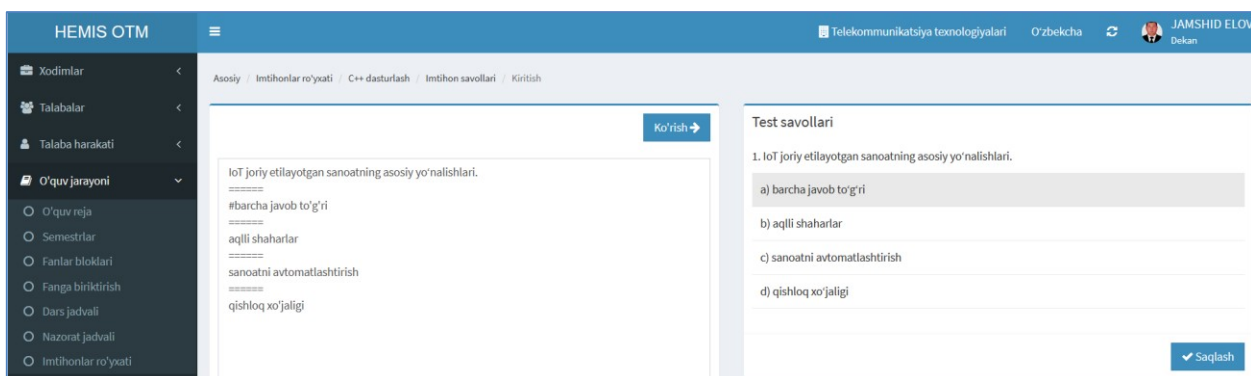 HEMIS OTM
Telekommunikatsiya texnologiyalari O'zbekcha JAMSHID ELOV
Dekan
Xodimlar
Talabalar
Talaba harakati
O'quv jarayoni
O'quv reja
Semestrlar
Fanlar bloklari
Fanga biriktirish
Dars jadvali
Nazorat jadvali
Imtihonlar ro'yxati
Asosiy / Imtihonlar ro'yxati / C++ dasturlash / Imtihon savollari / Kiritish
Ko'rish
IoT joriy etilayotgan sanoatning asosiy yo‘nalishlari.
======
#barcha javob to'g'ri
======
aqlli shaharlar
======
sanoatni avtomatlashtirish
======
qishloq xo'jaligi
Test savollari
1. IoT joriy etilayotgan sanoatning asosiy yo‘nalishlari.
a) barcha javob to‘g‘ri
b) aqlli shaharlar
c) sanoatni avtomatlashtirish
d) qishloq xo‘jaligi
Saqlash